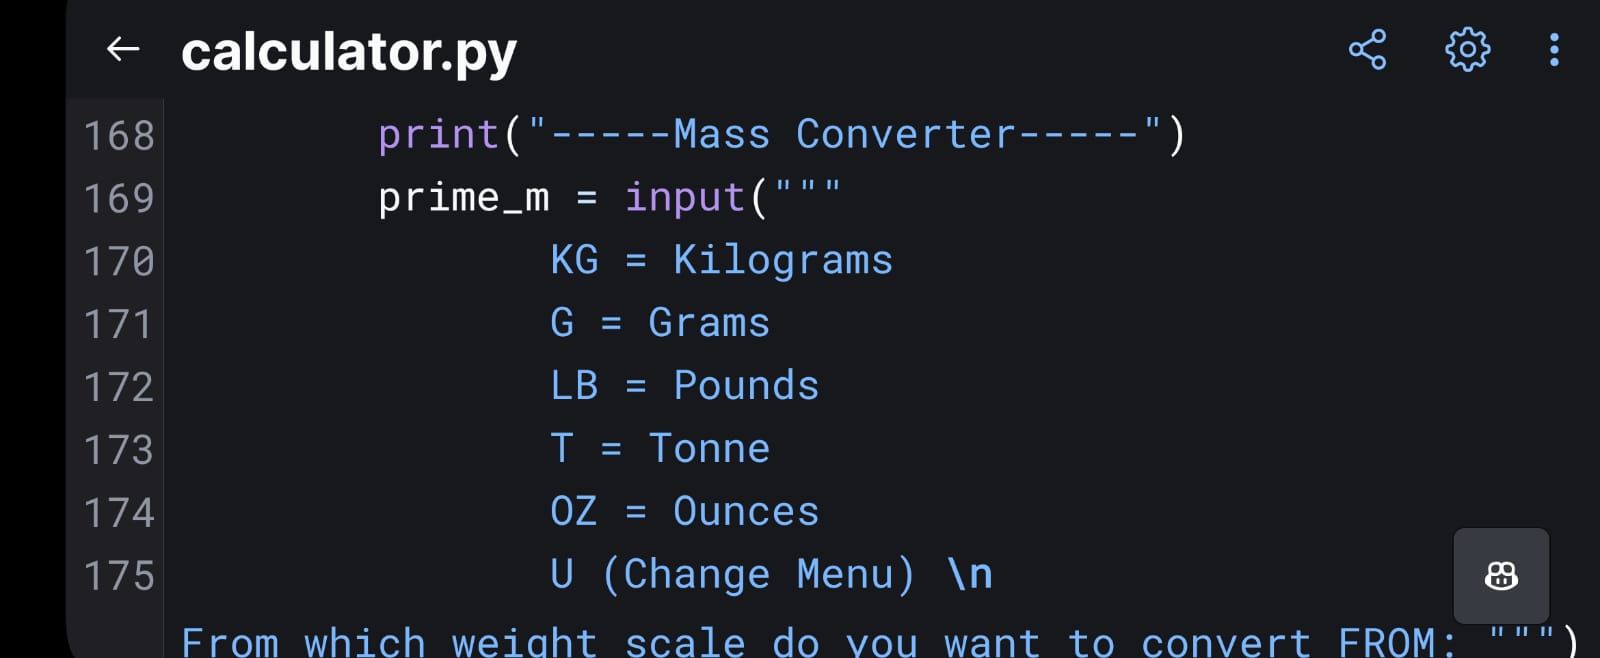 calculator.py
168 print("-----Mass Converter-----")
169 prime_m = input("""
170 KG = Kilograms
171 G = Grams
172 LB = Pounds
173 T = Tonne
174 OZ = Ounces
175 U (Change Menu) \n
From which weight scale do you want to convert FROM: """)